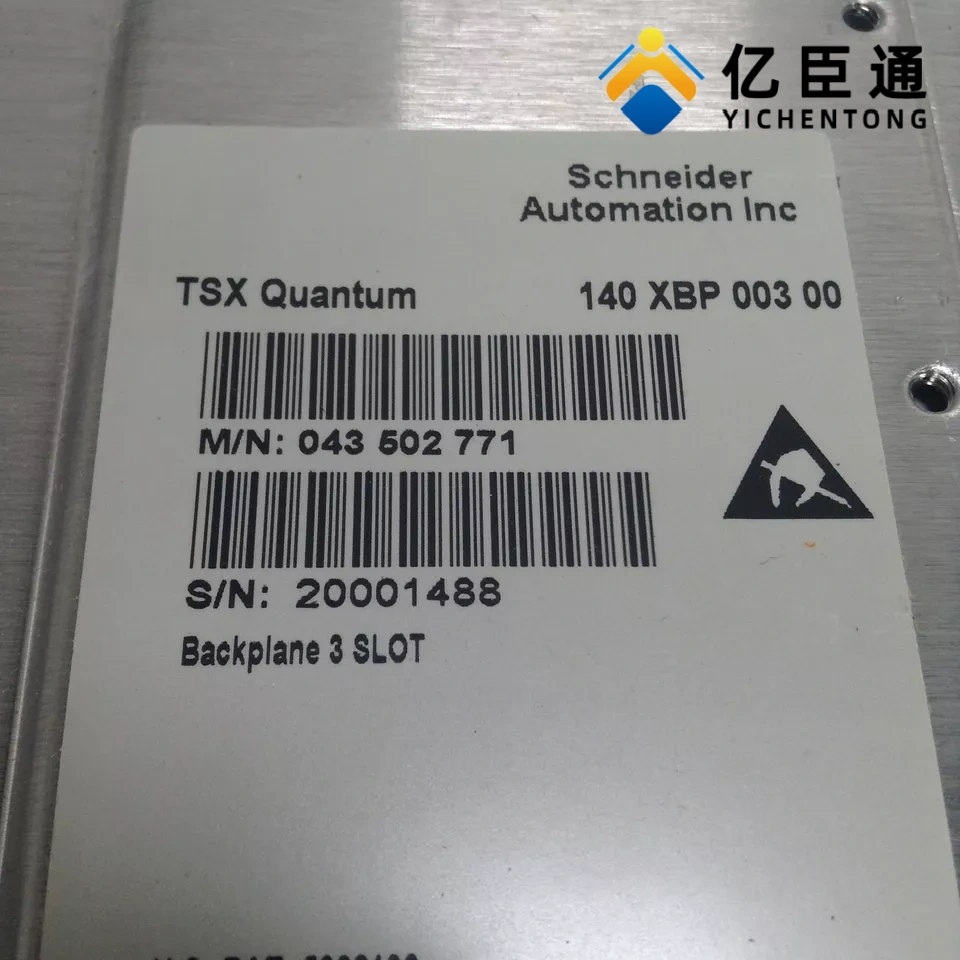 亿臣通
YICHENTONG
Schneider
Automation Inc
TSX Quantum 140 XBP 003 00
M/N: 043 502 771
S/N: 20001488
Backplane 3 SLOT